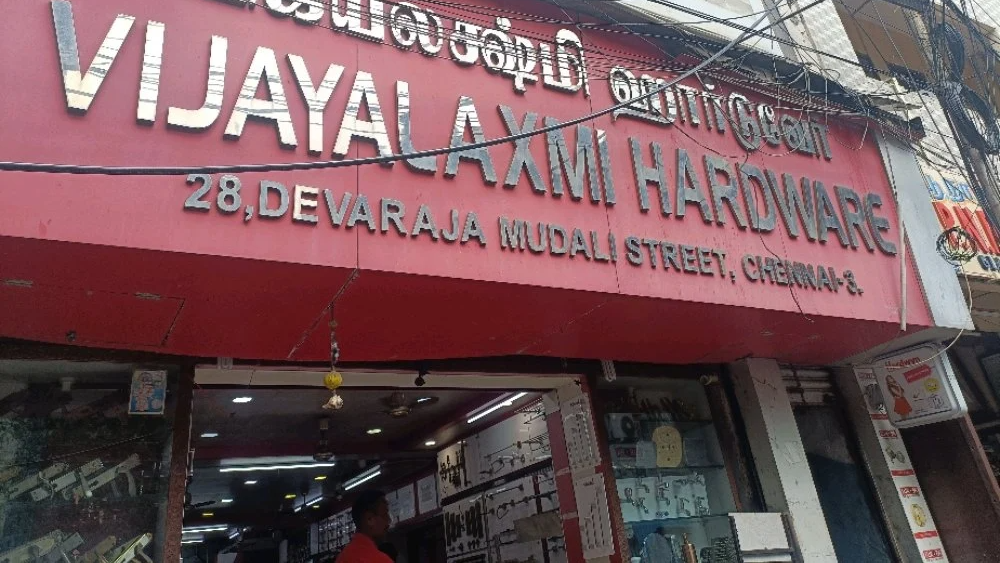 விஜயலக்ஷ்மி ஹார்டுவேர்
VIJAYALAXMI HARDWARE
28, DEVARAJA MUDALI STREET, CHENNAI-3.